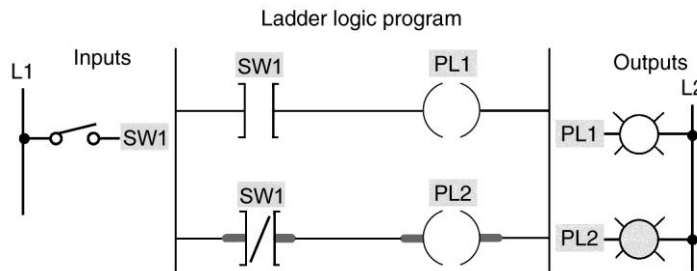 Ladder logic program
Inputs
Outputs
L1
L2
SW1
SW1
PL1
PL1
SW1
PL2
PL2